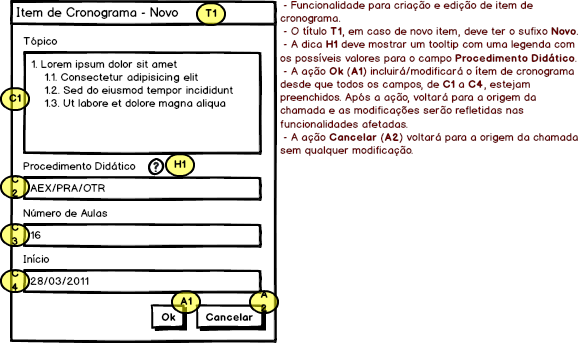 Item de Cronograma - Novo T1
Tópico
1. Lorem ipsum dolor sit amet
1.1. Consectetur adipisicing elit
1.2. Sed do eiusmod tempor incididunt
1.3. Ut labore et dolore magna aliqua
C1
Procedimento Didático ? H1
C2 AEX/PRA/OTR
Número de Aulas
C3 16
Início
C4 28/03/2011
A1 A2
Ok Cancelar
- Funcionalidade para criação e edição de item de
cronograma.
- O título T1, em caso de novo item, deve ter o sufixo Novo.
- A dica H1 deve mostrar um tooltip com uma legenda com
os possíveis valores para o campo Procedimento Didático.
- A ação Ok (A1) incluirá/modificará o ítem de cronograma
desde que todos os campos, de C1 a C4, estejam
preenchidos. Após a ação, voltará para a origem da
chamada e as modificações serão refletidas nas
funcionalidades afetadas.
- A ação Cancelar (A2) voltará para a origem da chamada
sem qualquer modificação.